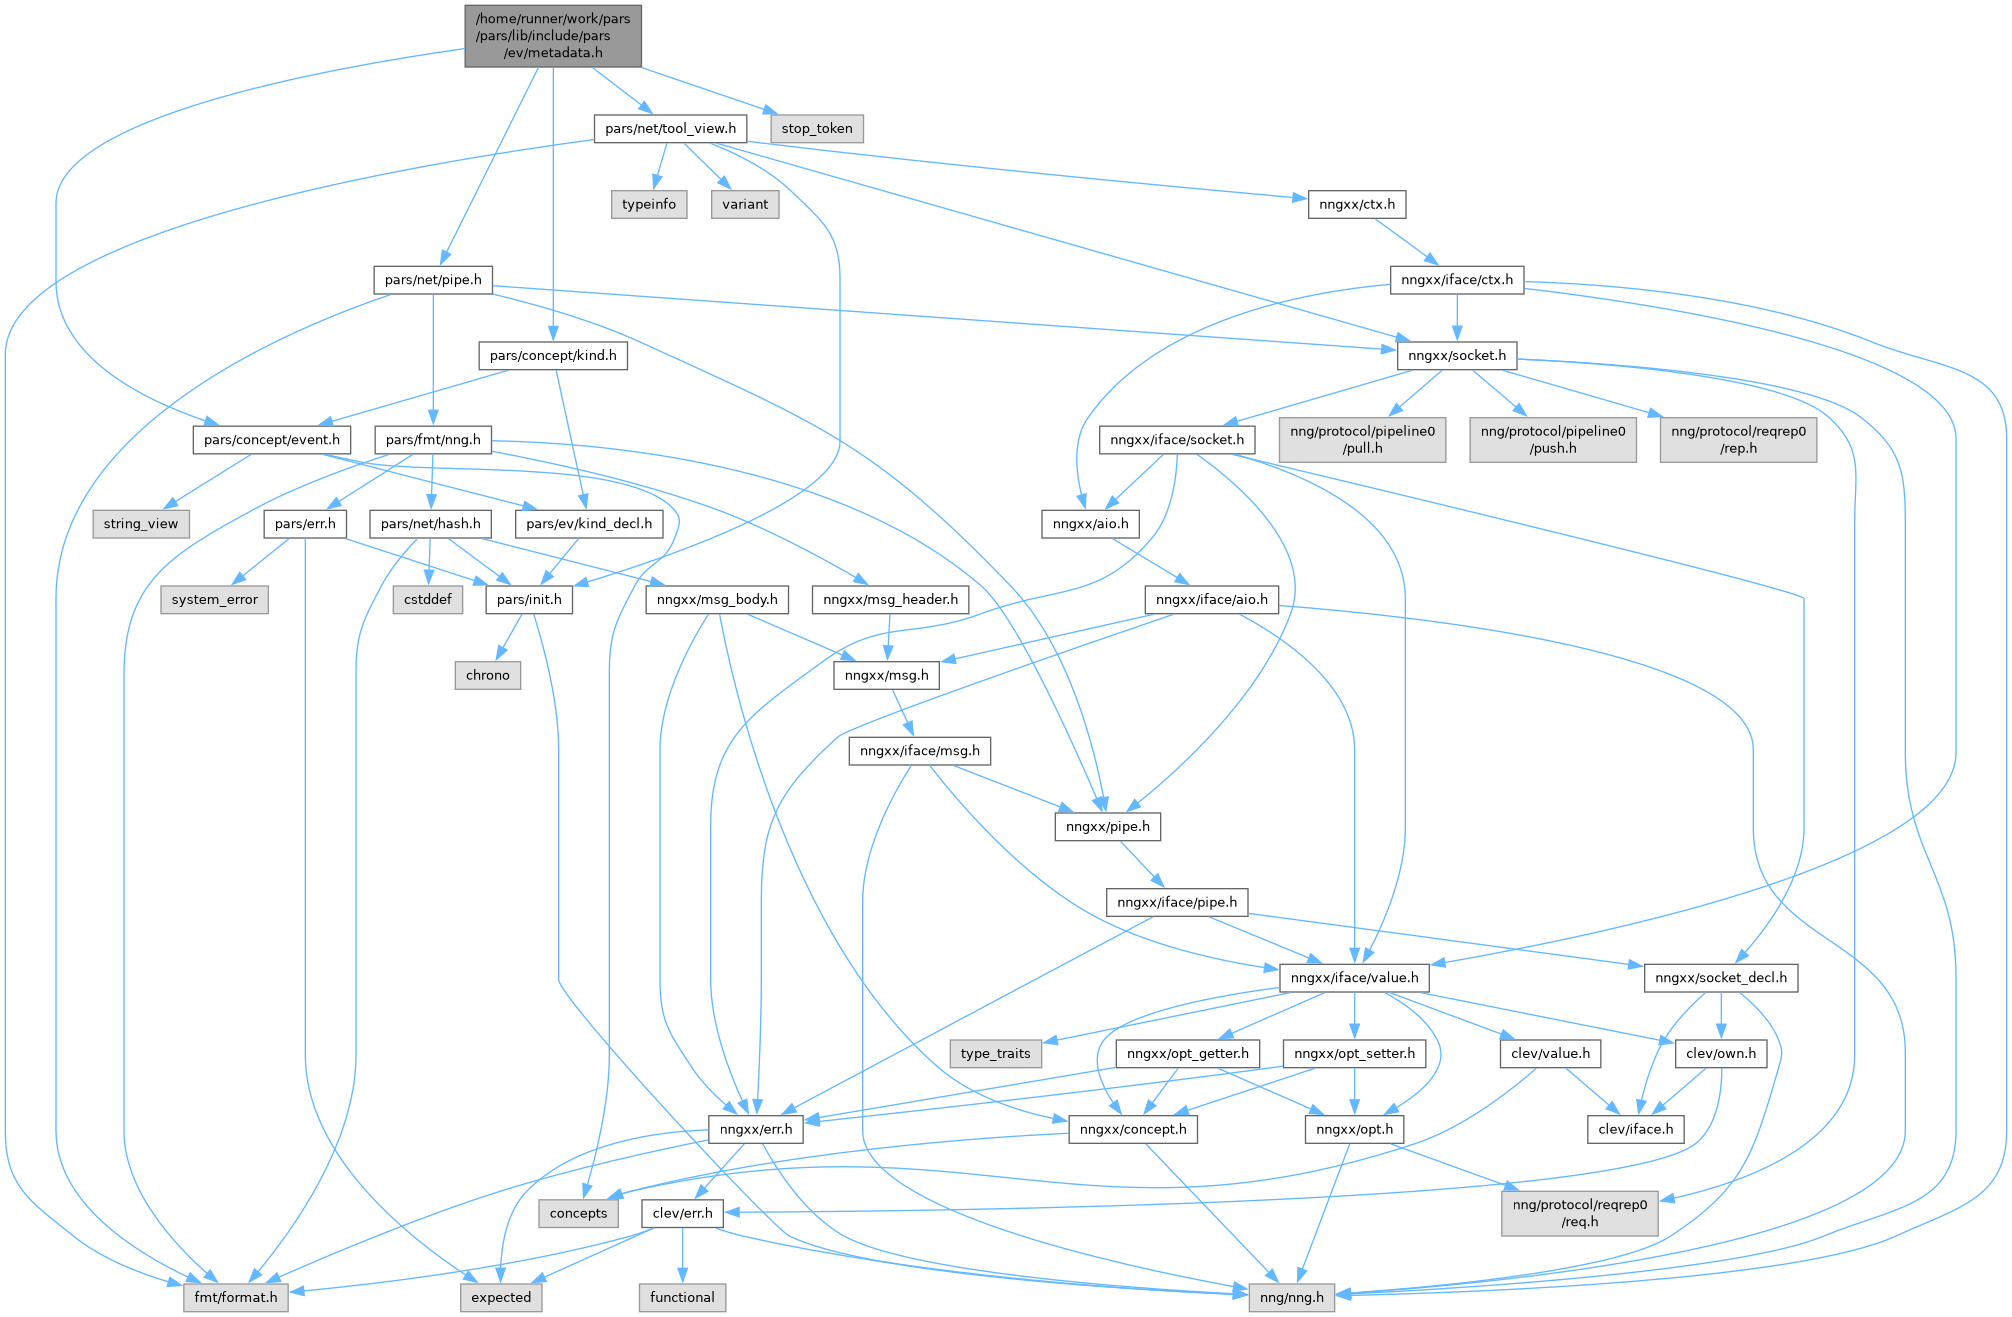 /home/runner/work/pars
/pars/lib/include/pars
/ev/metadata.h
pars/net/tool_view.h
stop_token
typeinfo
variant
nngxx/ctx.h
pars/net/pipe.h
nngxx/iface/ctx.h
pars/concept/kind.h
nngxx/socket.h
pars/concept/event.h
pars/fmt/nng.h
nngxx/iface/socket.h
nng/protocol/pipeline0
/pull.h
nng/protocol/pipeline0
/push.h
nng/protocol/reqrep0
/rep.h
string_view
pars/err.h
pars/net/hash.h
pars/ev/kind_decl.h
nngxx/aio.h
system_error
cstddef
pars/init.h
nngxx/msg_body.h
nngxx/msg_header.h
nngxx/iface/aio.h
chrono
nngxx/msg.h
nngxx/iface/msg.h
nngxx/pipe.h
nngxx/iface/pipe.h
nngxx/iface/value.h
nngxx/socket_decl.h
type_traits
nngxx/opt_getter.h
nngxx/opt_setter.h
clev/value.h
clev/own.h
nngxx/err.h
nngxx/concept.h
nngxx/opt.h
clev/iface.h
concepts
clev/err.h
nng/protocol/reqrep0
/req.h
fmt/format.h
expected
functional
nng/nng.h